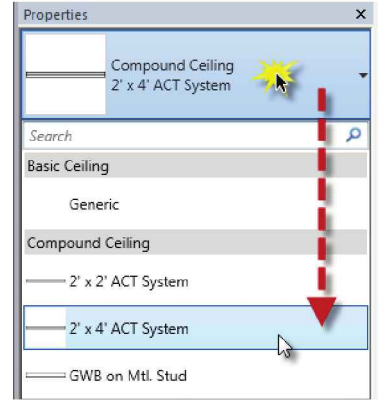 Properties
x
Compound Ceiling
2' x 4' ACT System
Search
Basic Ceiling
Generic
Compound Ceiling
2' x 2' ACT System
2' x 4' ACT System
GWB on Mtl. Stud